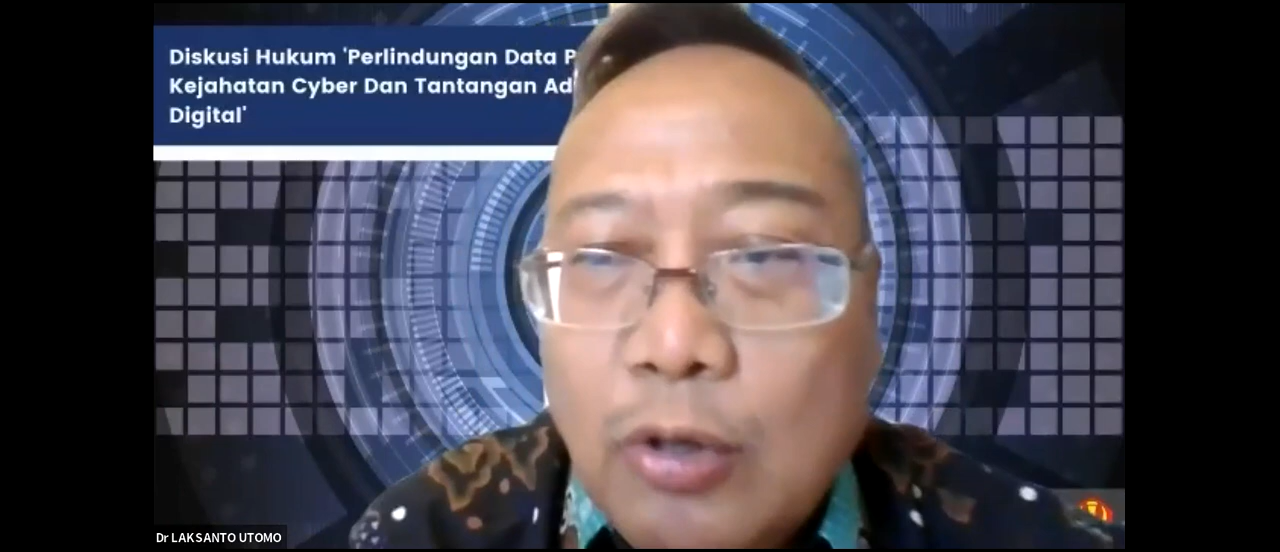 Diskusi Hukum 'Perlindungan Data P
Kejahatan Cyber Dan Tantangan Ad
Digital'
Dr LAKSANTO UTOMO